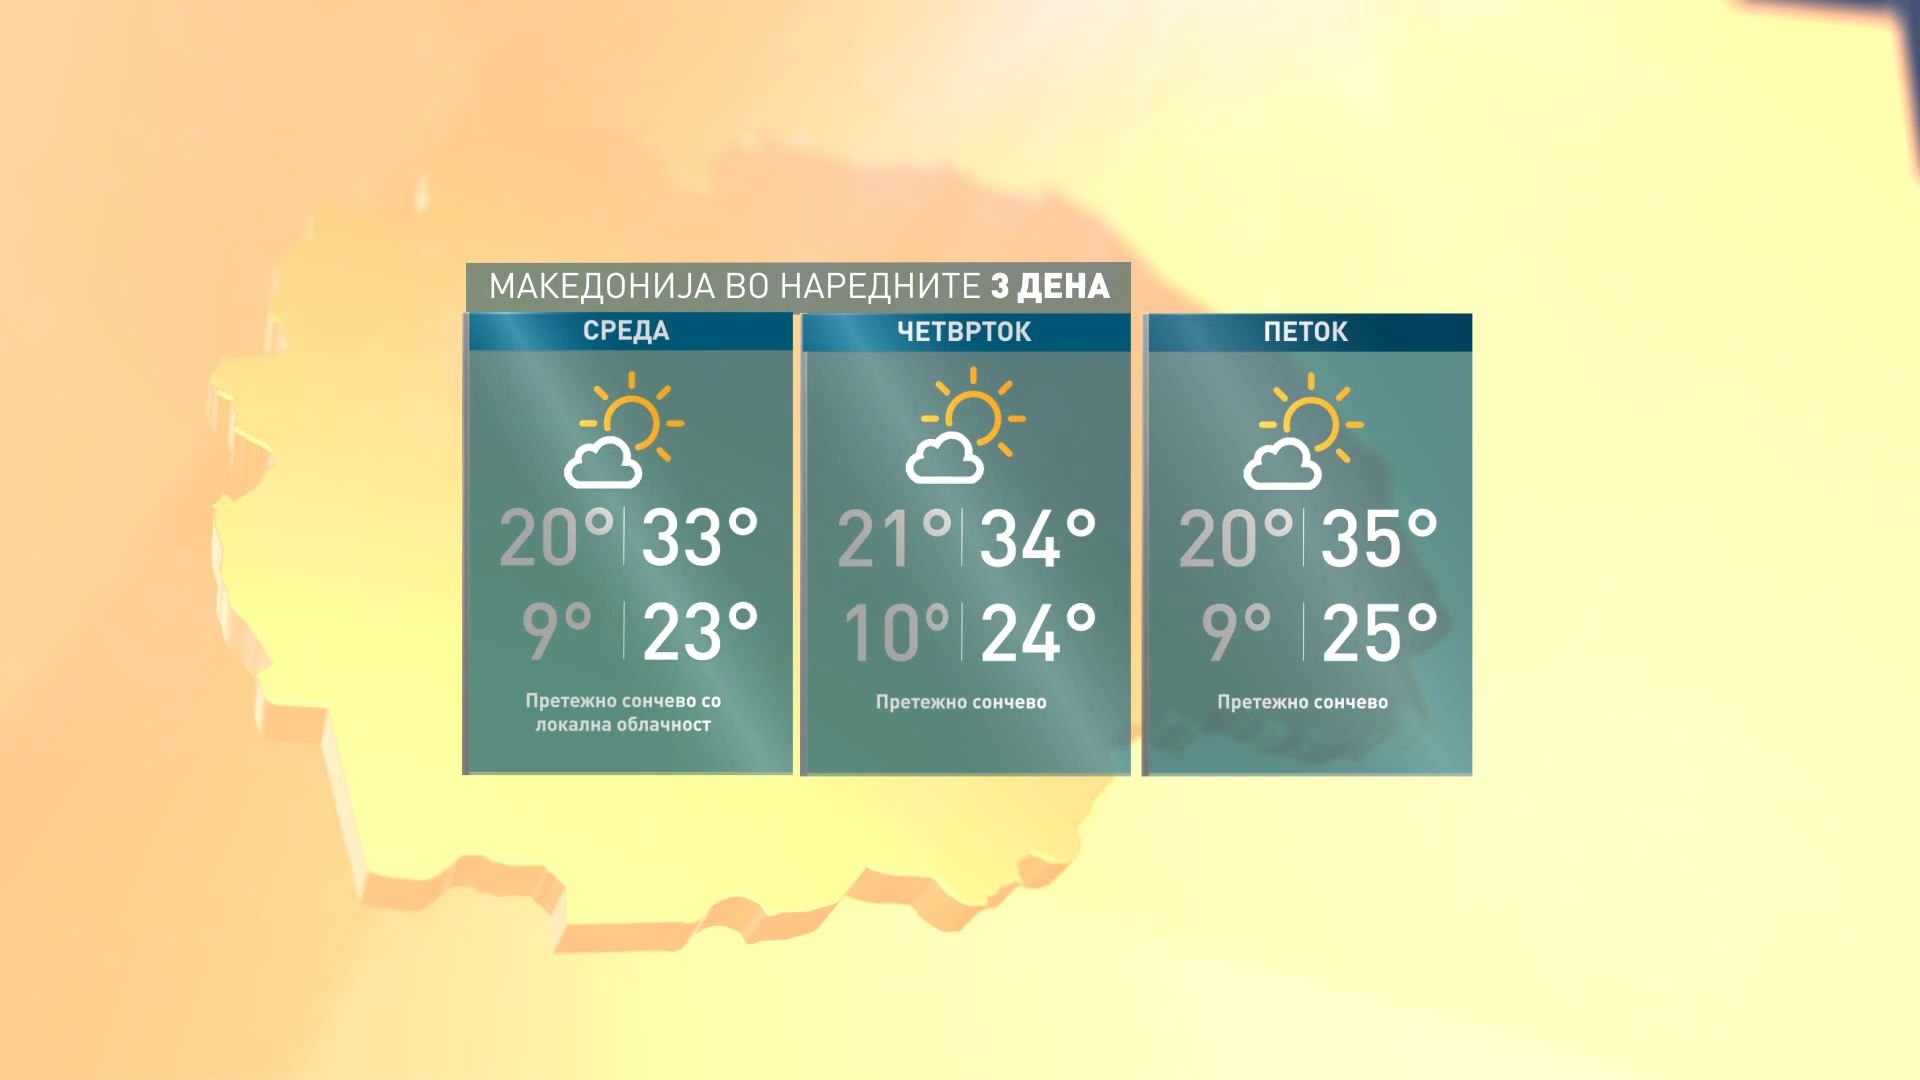 МАКЕДОНИЈА ВО НАРЕДНИТЕ 3 ДЕНА
СРЕДА
20° 33°
9° 23°
Претежно сончево со
локална облачност
ЧЕТВРТОК
21° 34°
10° 24°
Претежно сончево
ПЕТОК
20° 35°
9° 25°
Претежно сончево